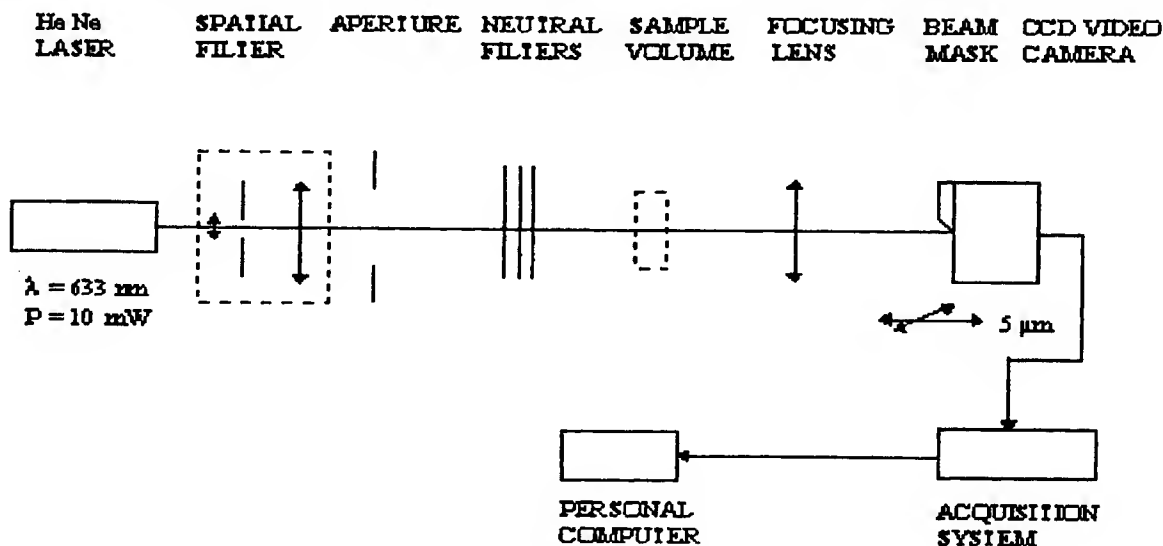 He Ne
LASER
SPATIAL
FILTER
APERTURE
NEUTRAL
FILTERS
SAMPLE
VOLUME
FOCUSING
LENS
BEAM
MASK
CCD VIDEO
CAMERA
λ = 633 nm
P = 10 mW
5 μm
PERSONAL
COMPUTER
ACQUISITION
SYSTEM